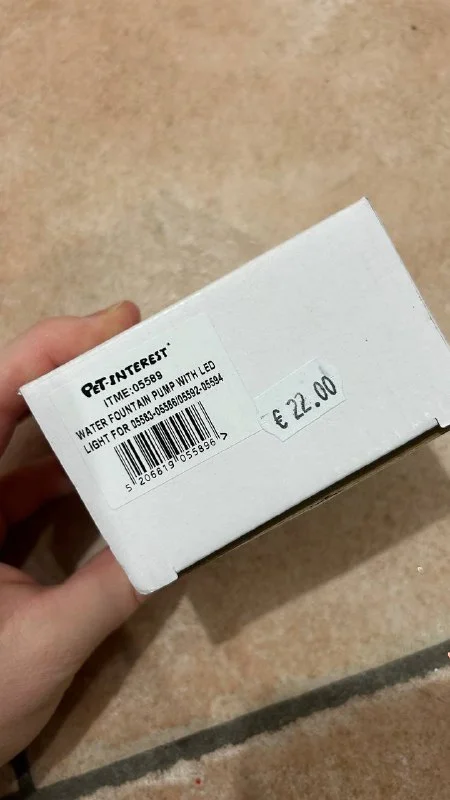 PET-INTEREST
ITME:05589
WATER FOUNTAIN PUMP WITH LED
LIGHT FOR 05583-05586/05592-05594
5 206819 055896 >
€ 22.00